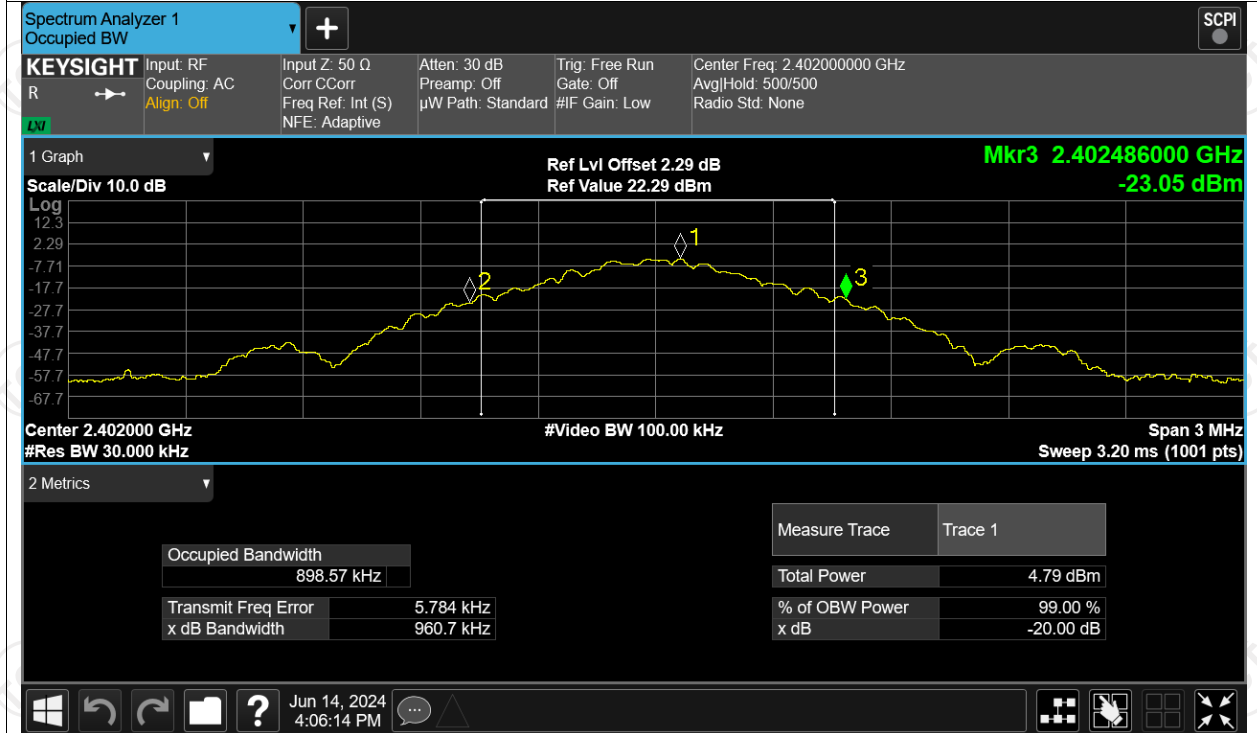 Spectrum Analyzer 1
Occupied BW
+
SCPI
KEYSIGHT
R
LXI
Input: RF
Coupling: AC
Align: Off
Input Z: 50 Ω
Corr CCorr
Freq Ref: Int (S)
NFE: Adaptive
Atten: 30 dB
Preamp: Off
µW Path: Standard
Trig: Free Run
Gate: Off
#IF Gain: Low
Center Freq: 2.402000000 GHz
Avg|Hold: 500/500
Radio Std: None
1 Graph
Scale/Div 10.0 dB
Ref Lvl Offset 2.29 dB
Ref Value 22.29 dBm
Mkr3 2.402486000 GHz
-23.05 dBm
Log
12.3
2.29
-7.71
-17.7
-27.7
-37.7
-47.7
-57.7
-67.7
1
2
3
Center 2.402000 GHz
#Video BW 100.00 kHz
Span 3 MHz
#Res BW 30.000 kHz
Sweep 3.20 ms (1001 pts)
2 Metrics
Measure Trace Trace 1
Occupied Bandwidth
898.57 kHz
Total Power 4.79 dBm
Transmit Freq Error 5.784 kHz
% of OBW Power 99.00 %
x dB Bandwidth 960.7 kHz
x dB -20.00 dB
?
Jun 14, 2024
4:06:14 PM